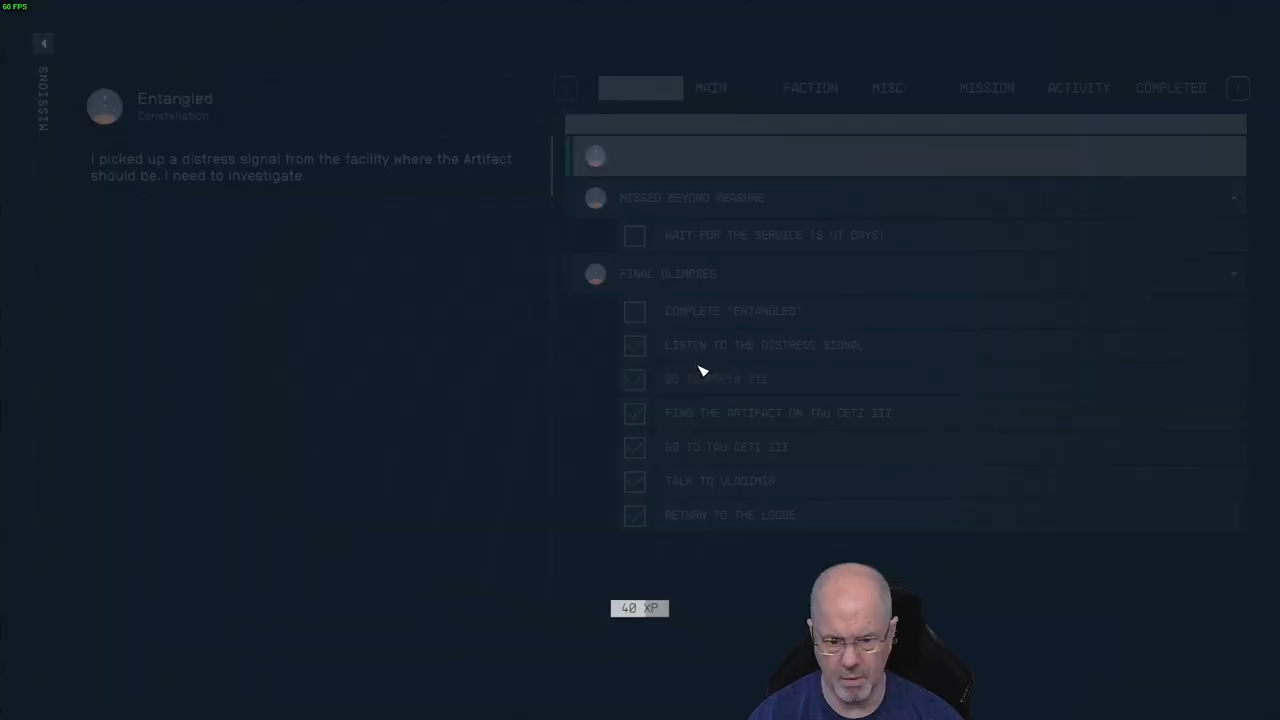 60 FPS
MISSIONS
Entangled
Constellation
I picked up a distress signal from the facility where the Artifact
should be. I need to investigate.
MAIN
FACTION
MISC
MISSION
ACTIVITY
COMPLETED
MISSED BEYOND MEASURE
WAIT FOR THE SERVICE (5 UT DAYS)
FINAL GLIMPSES
COMPLETE "ENTANGLED"
LISTEN TO THE DISTRESS SIGNAL
GO III
FIND THE ARTIFACT ON TAU CETI III
GO TO TAU CETI III
TALK TO VLADIMIR
RETURN TO THE LODGE
40 XP